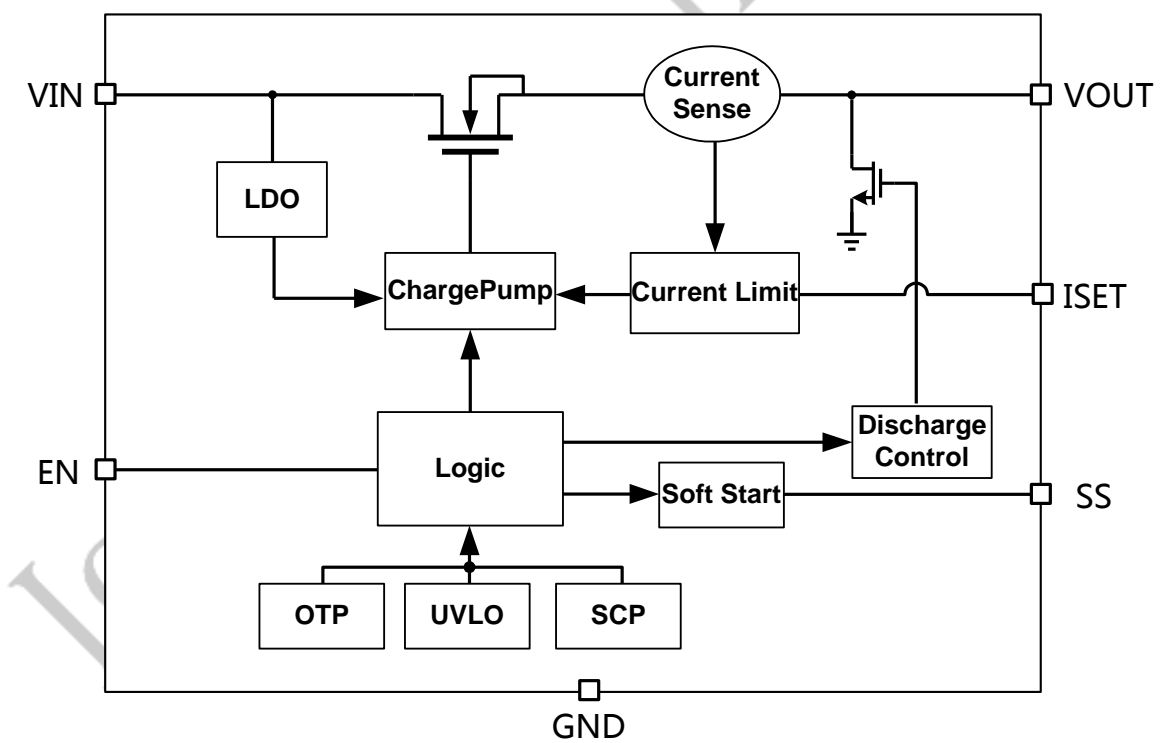 VIN
Current
Sense
VOUT
LDO
ChargePump
Current Limit
ISET
Discharge
Control
EN
Logic
Soft Start
SS
OTP
UVLO
SCP
GND